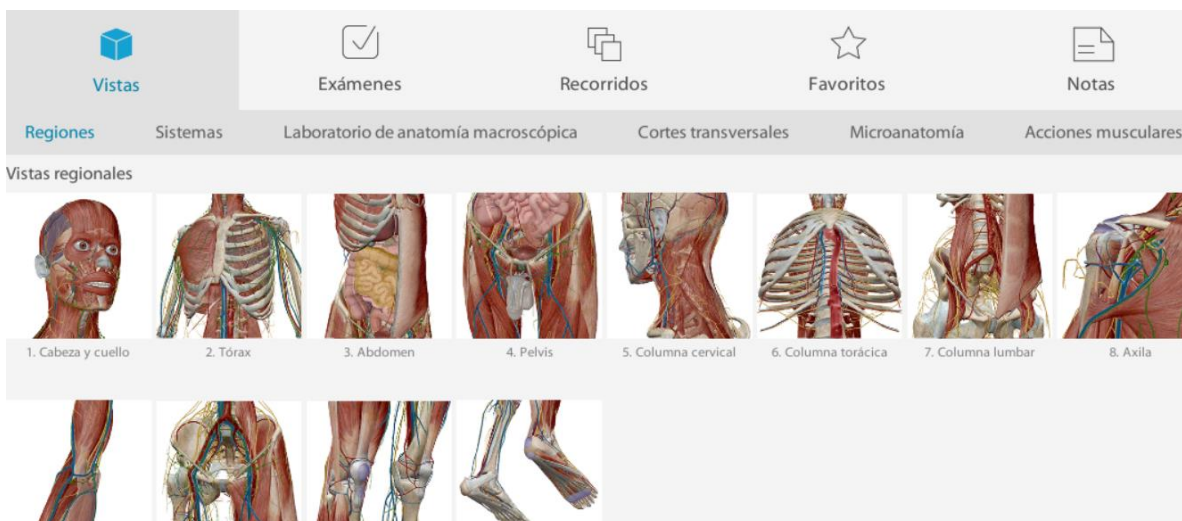 Vistas
Exámenes
Recorridos
Favoritos
Notas
Regiones
Sistemas
Laboratorio de anatomía macroscópica
Cortes transversales
Microanatomía
Acciones musculares
Vistas regionales
1. Cabeza y cuello
2. Tórax
3. Abdomen
4. Pelvis
5. Columna cervical
6. Columna torácica
7. Columna lumbar
8. Axila